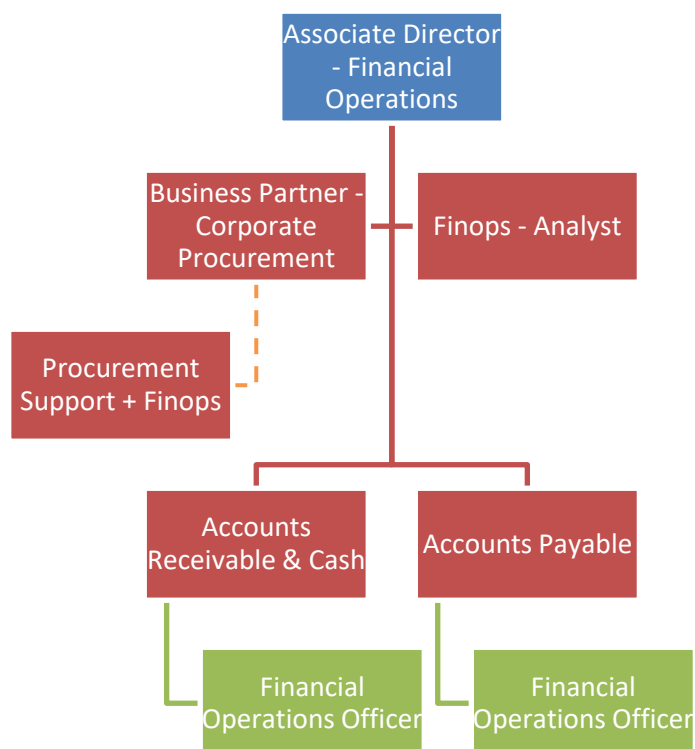 Associate Director
- Financial
Operations
Business Partner -
Corporate
Procurement
Finops - Analyst
Procurement
Support + Finops
Accounts
Receivable & Cash
Accounts Payable
Financial
Operations Officer
Financial
Operations Officer